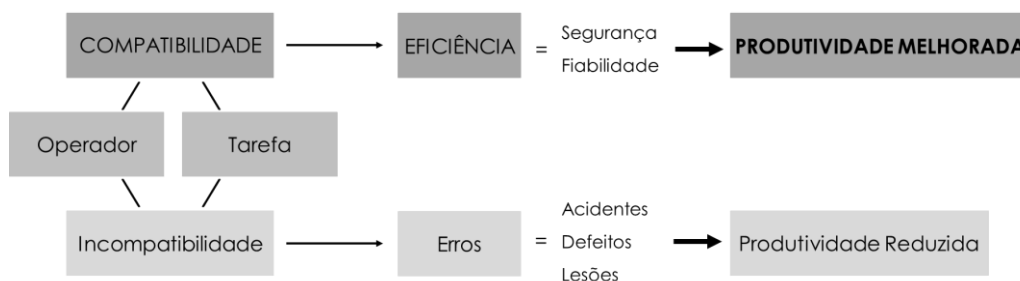 COMPATIBILIDADE
EFICIÊNCIA
=
Segurança
Fiabilidade
PRODUTIVIDADE MELHORADA
Operador
Tarefa
Incompatibilidade
Erros
=
Acidentes
Defeitos
Lesões
Produtividade Reduzida